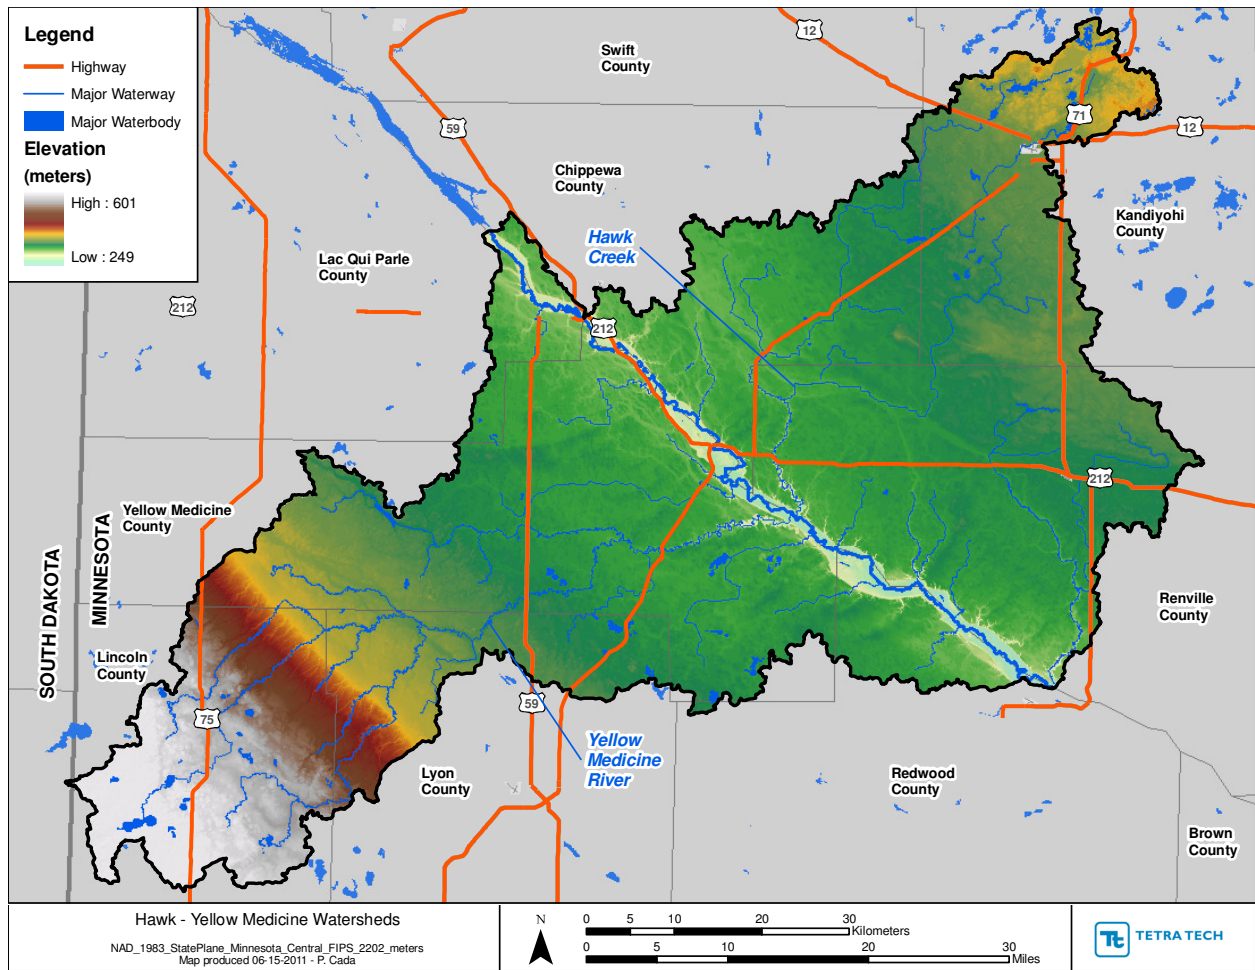 Legend
Highway
Major Waterway
Major Waterbody
Elevation
(meters)
High : 601
Low : 249
12
Swift
County
59
71
12
Chippewa
County
Kandiyohi
County
Hawk
Creek
Lac Qui Parle
County
212
212
212
Yellow Medicine
County
SOUTH DAKOTA
MINNESOTA
Renville
County
Lincoln
County
75
59
Yellow
Medicine
River
Lyon
County
Redwood
County
Brown
County
Hawk - Yellow Medicine Watersheds
NAD_1983_StatePlane_Minnesota_Central_FIPS_2202_meters
Map produced 06-15-2011 - P. Cada
N
0 5 10 20 30
Kilometers
0 5 10 20 30
Miles
Tt TETRA TECH